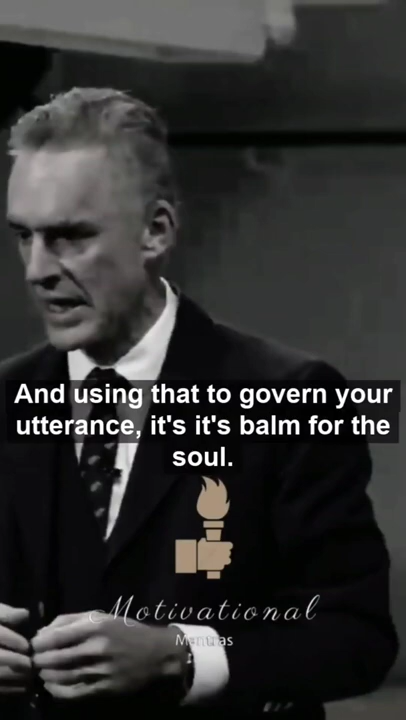 And using that to govern your
utterance, it's it's balm for the
soul.
Motivational
Mantras